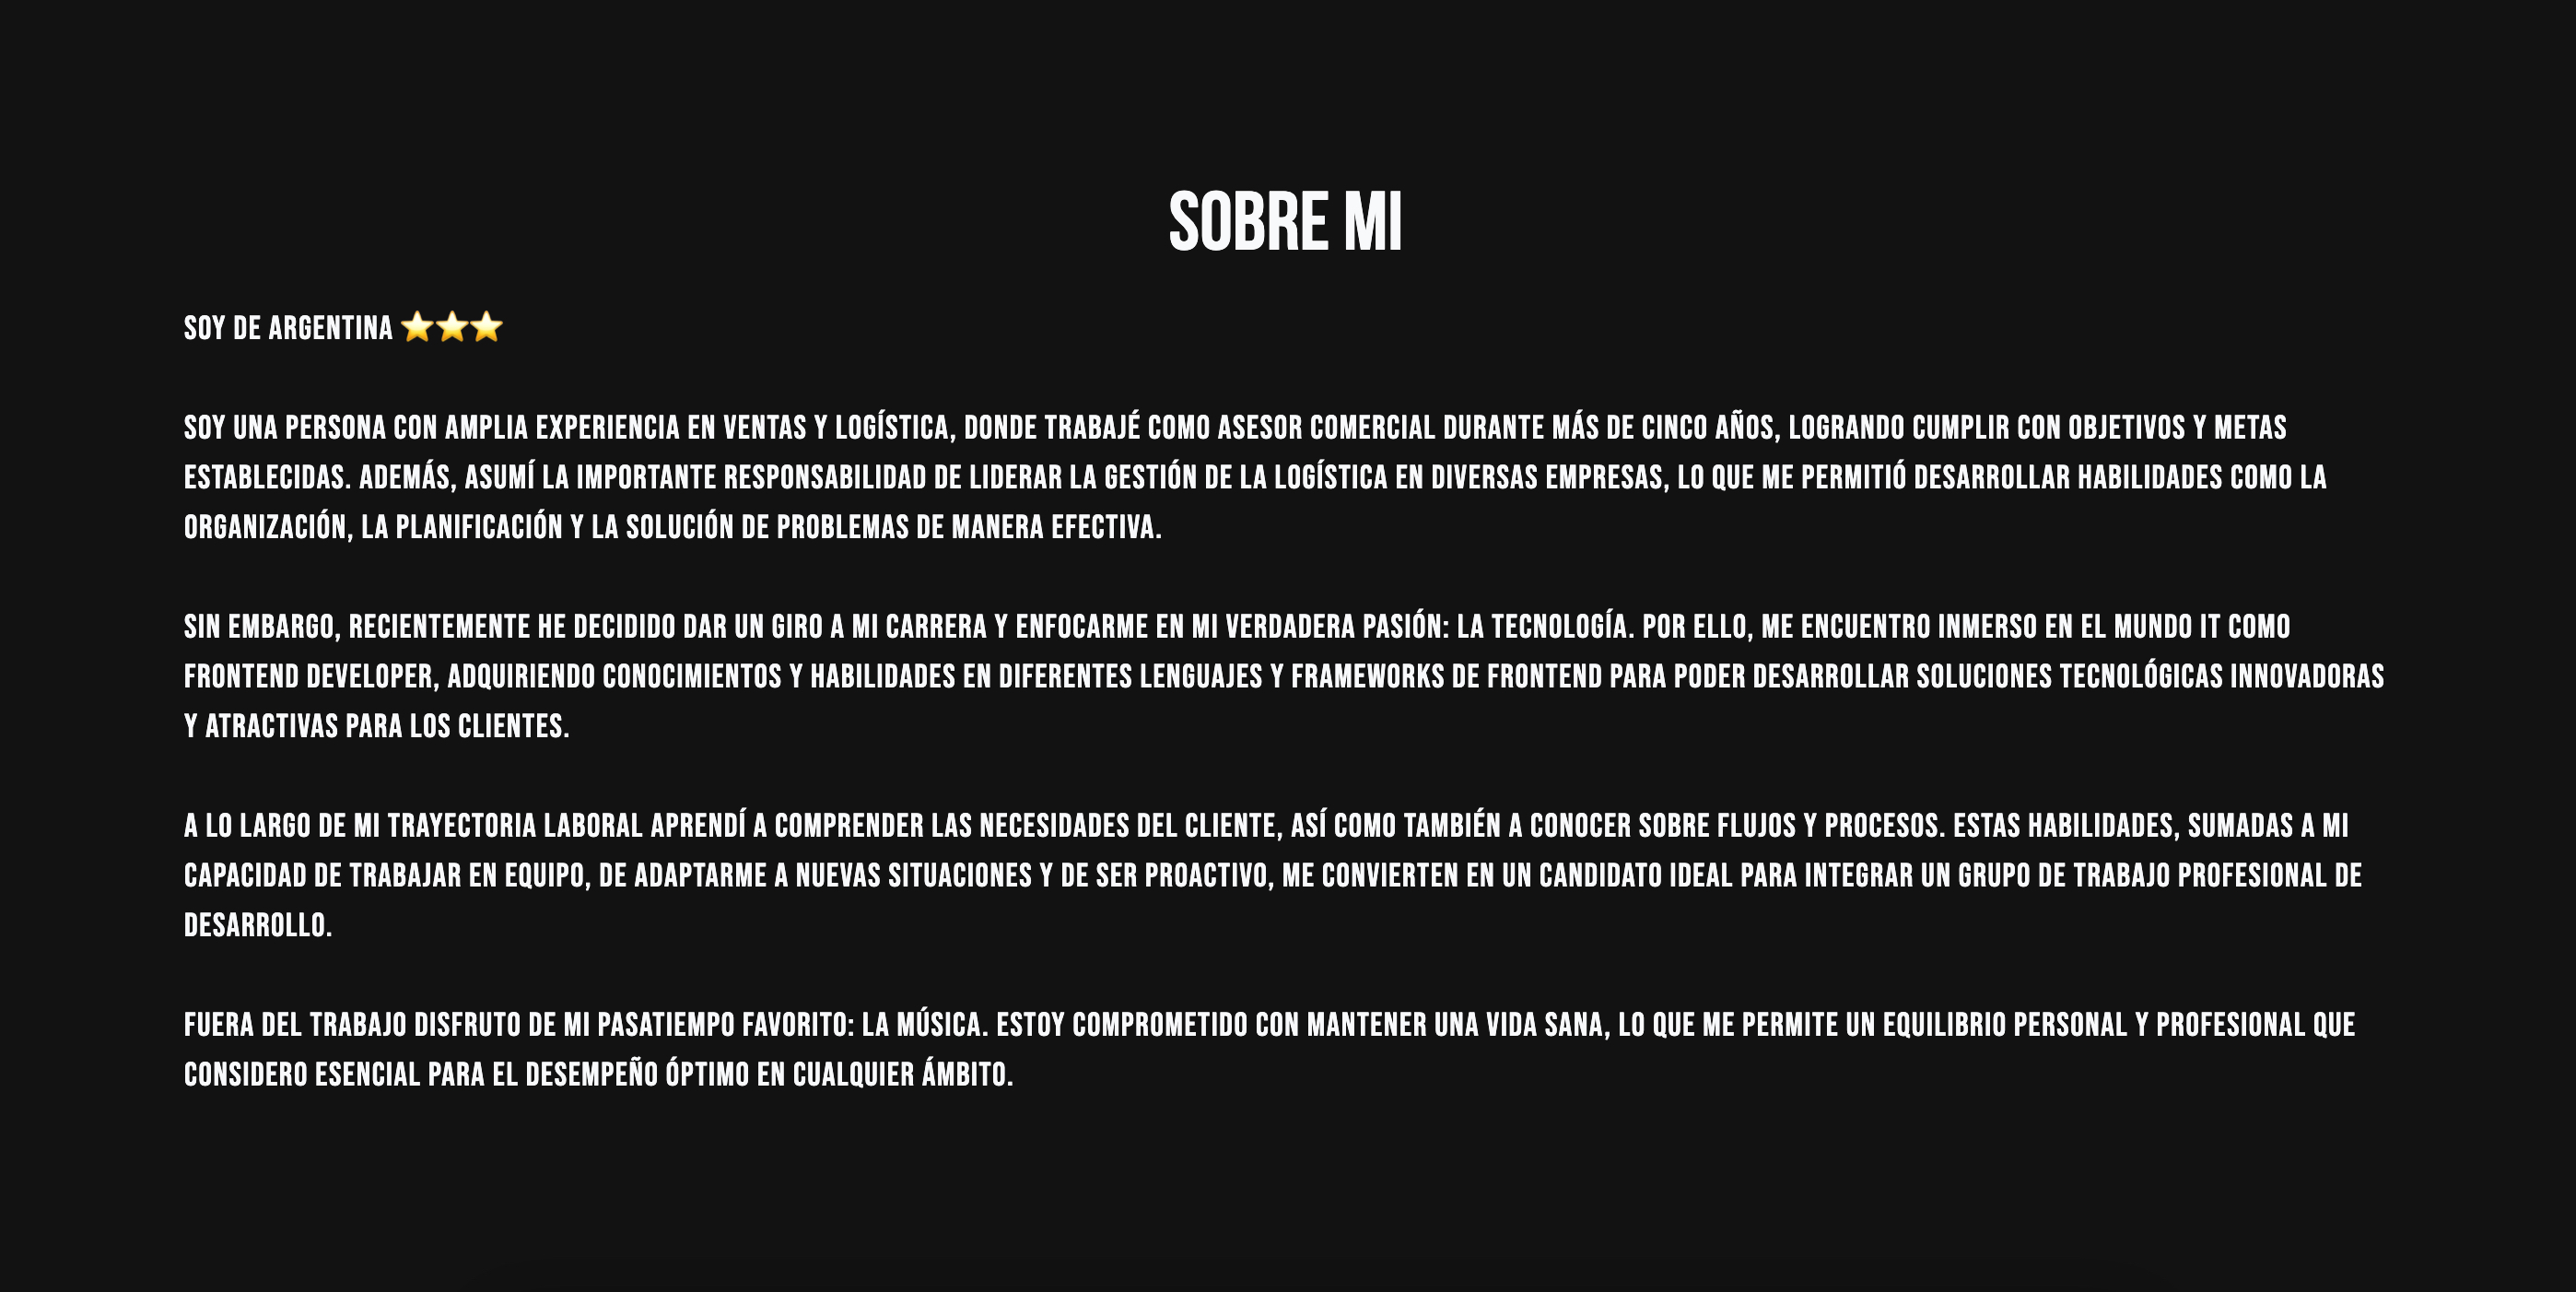 SOBRE MI
SOY DE ARGENTINA ⭐⭐⭐
SOY UNA PERSONA CON AMPLIA EXPERIENCIA EN VENTAS Y LOGÍSTICA, DONDE TRABAJÉ COMO ASESOR COMERCIAL DURANTE MÁS DE CINCO AÑOS, LOGRANDO CUMPLIR CON OBJETIVOS Y METAS
ESTABLECIDAS. ADEMÁS, ASUMÍ LA IMPORTANTE RESPONSABILIDAD DE LIDERAR LA GESTIÓN DE LA LOGÍSTICA EN DIVERSAS EMPRESAS, LO QUE ME PERMITIÓ DESARROLLAR HABILIDADES COMO LA
ORGANIZACIÓN, LA PLANIFICACIÓN Y LA SOLUCIÓN DE PROBLEMAS DE MANERA EFECTIVA.
SIN EMBARGO, RECIENTEMENTE HE DECIDIDO DAR UN GIRO A MI CARRERA Y ENFOCARME EN MI VERDADERA PASIÓN: LA TECNOLOGÍA. POR ELLO, ME ENCUENTRO INMERSO EN EL MUNDO IT COMO
FRONTEND DEVELOPER, ADQUIRIENDO CONOCIMIENTOS Y HABILIDADES EN DIFERENTES LENGUAJES Y FRAMEWORKS DE FRONTEND PARA PODER DESARROLLAR SOLUCIONES TECNOLÓGICAS INNOVADORAS
Y ATRACTIVAS PARA LOS CLIENTES.
A LO LARGO DE MI TRAYECTORIA LABORAL APRENDÍ A COMPRENDER LAS NECESIDADES DEL CLIENTE, ASÍ COMO TAMBIÉN A CONOCER SOBRE FLUJOS Y PROCESOS. ESTAS HABILIDADES, SUMADAS A MI
CAPACIDAD DE TRABAJAR EN EQUIPO, DE ADAPTARME A NUEVAS SITUACIONES Y DE SER PROACTIVO, ME CONVIERTEN EN UN CANDIDATO IDEAL PARA INTEGRAR UN GRUPO DE TRABAJO PROFESIONAL DE
DESARROLLO.
FUERA DEL TRABAJO DISFRUTO DE MI PASATIEMPO FAVORITO: LA MÚSICA. ESTOY COMPROMETIDO CON MANTENER UNA VIDA SANA, LO QUE ME PERMITE UN EQUILIBRIO PERSONAL Y PROFESIONAL QUE
CONSIDERO ESENCIAL PARA EL DESEMPEÑO ÓPTIMO EN CUALQUIER ÁMBITO.